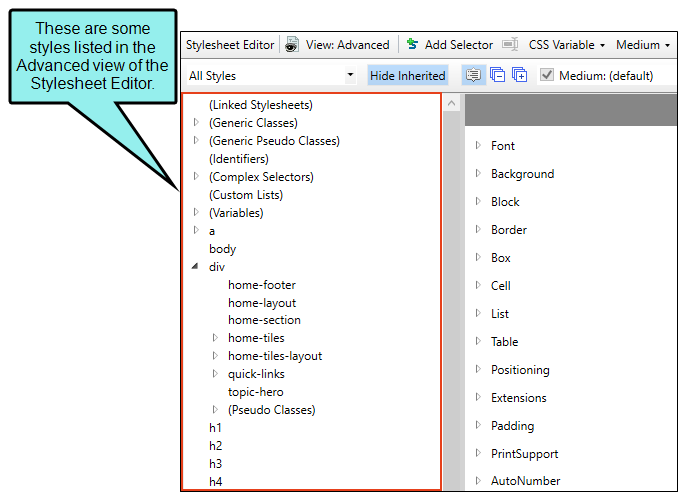 These are some
styles listed in the
Advanced view of the
Stylesheet Editor.
Stylesheet Editor View: Advanced Add Selector CSS Variable Medium
All Styles Hide Inherited Medium: (default)
(Linked Stylesheets)
(Generic Classes)
(Generic Pseudo Classes)
(Identifiers)
(Complex Selectors)
(Custom Lists)
(Variables)
a
body
div
home-footer
home-layout
home-section
home-tiles
home-tiles-layout
quick-links
topic-hero
(Pseudo Classes)
h1
h2
h3
h4
Font
Background
Block
Border
Box
Cell
List
Table
Positioning
Extensions
Padding
PrintSupport
AutoNumber